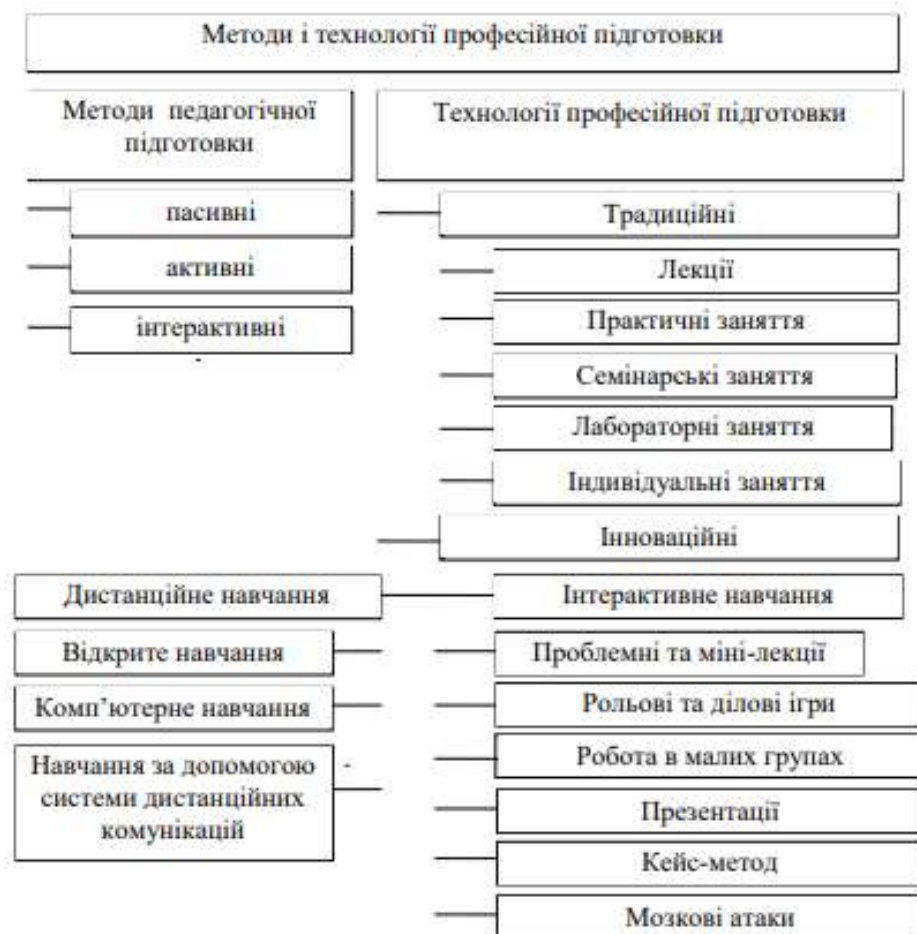 Методи і технології професійної підготовки
Методи педагогічної
підготовки
Технології професійної підготовки
пасивні
активні
інтерактивні
Традиційні
Лекції
Практичні заняття
Семінарські заняття
Лабораторні заняття
Індивідуальні заняття
Інноваційні
Дистанційне навчання
Інтерактивне навчання
Відкрите навчання
Комп’ютерне навчання
Навчання за допомогою
системи дистанційних
комунікацій
Проблемні та міні-лекції
Рольові та ділові ігри
Робота в малих групах
Презентації
Кейс-метод
Мозкові атаки